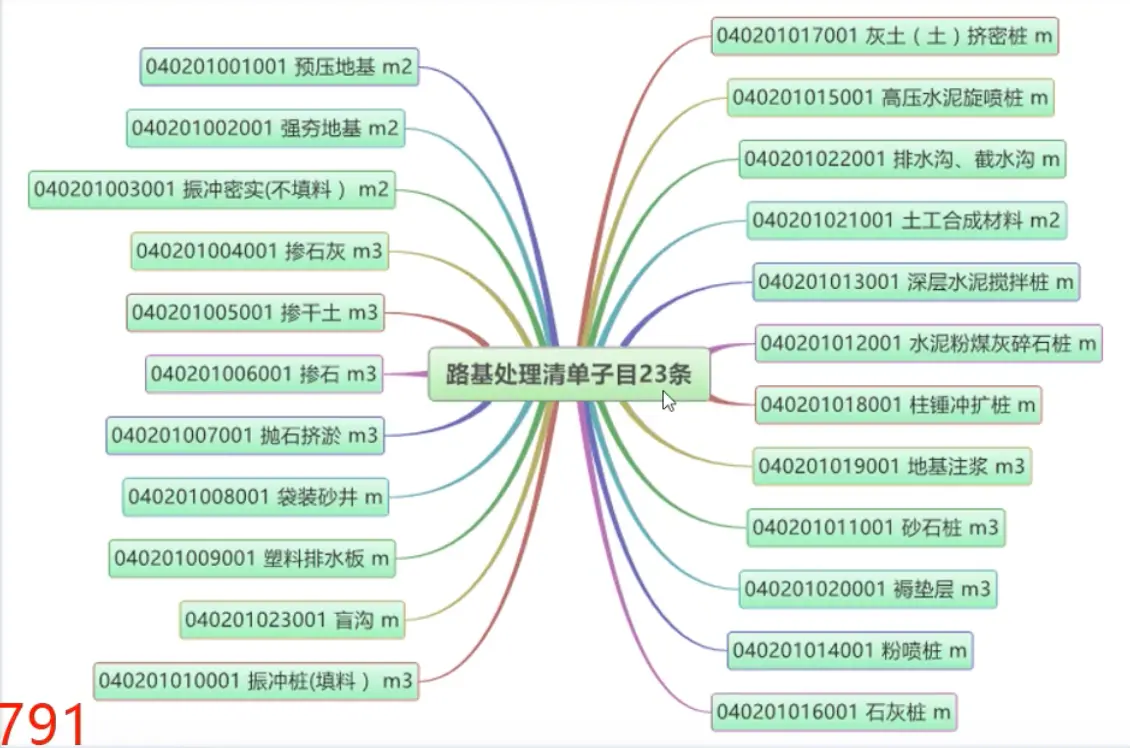 040201001001 预压地基 m2
040201002001 强夯地基 m2
040201003001 振冲密实(不填料 ） m2
040201004001 掺石灰 m3
040201005001 掺干土 m3
040201006001 掺石 m3
040201007001 抛石挤淤 m3
040201008001 袋装砂井 m
040201009001 塑料排水板 m
040201023001 盲沟 m
040201010001 振冲桩(填料 ） m3
路基处理清单子目23条
040201017001 灰土（土）挤密桩 m
040201015001 高压水泥旋喷桩 m
040201022001 排水沟、截水沟 m
040201021001 土工合成材料 m2
040201013001 深层水泥搅拌桩 m
040201012001 水泥粉煤灰碎石桩 m
040201018001 柱锤冲扩桩 m
040201019001 地基注浆 m3
040201011001 砂石桩 m3
040201020001 褥垫层 m3
040201014001 粉喷桩 m
040201016001 石灰桩 m
791